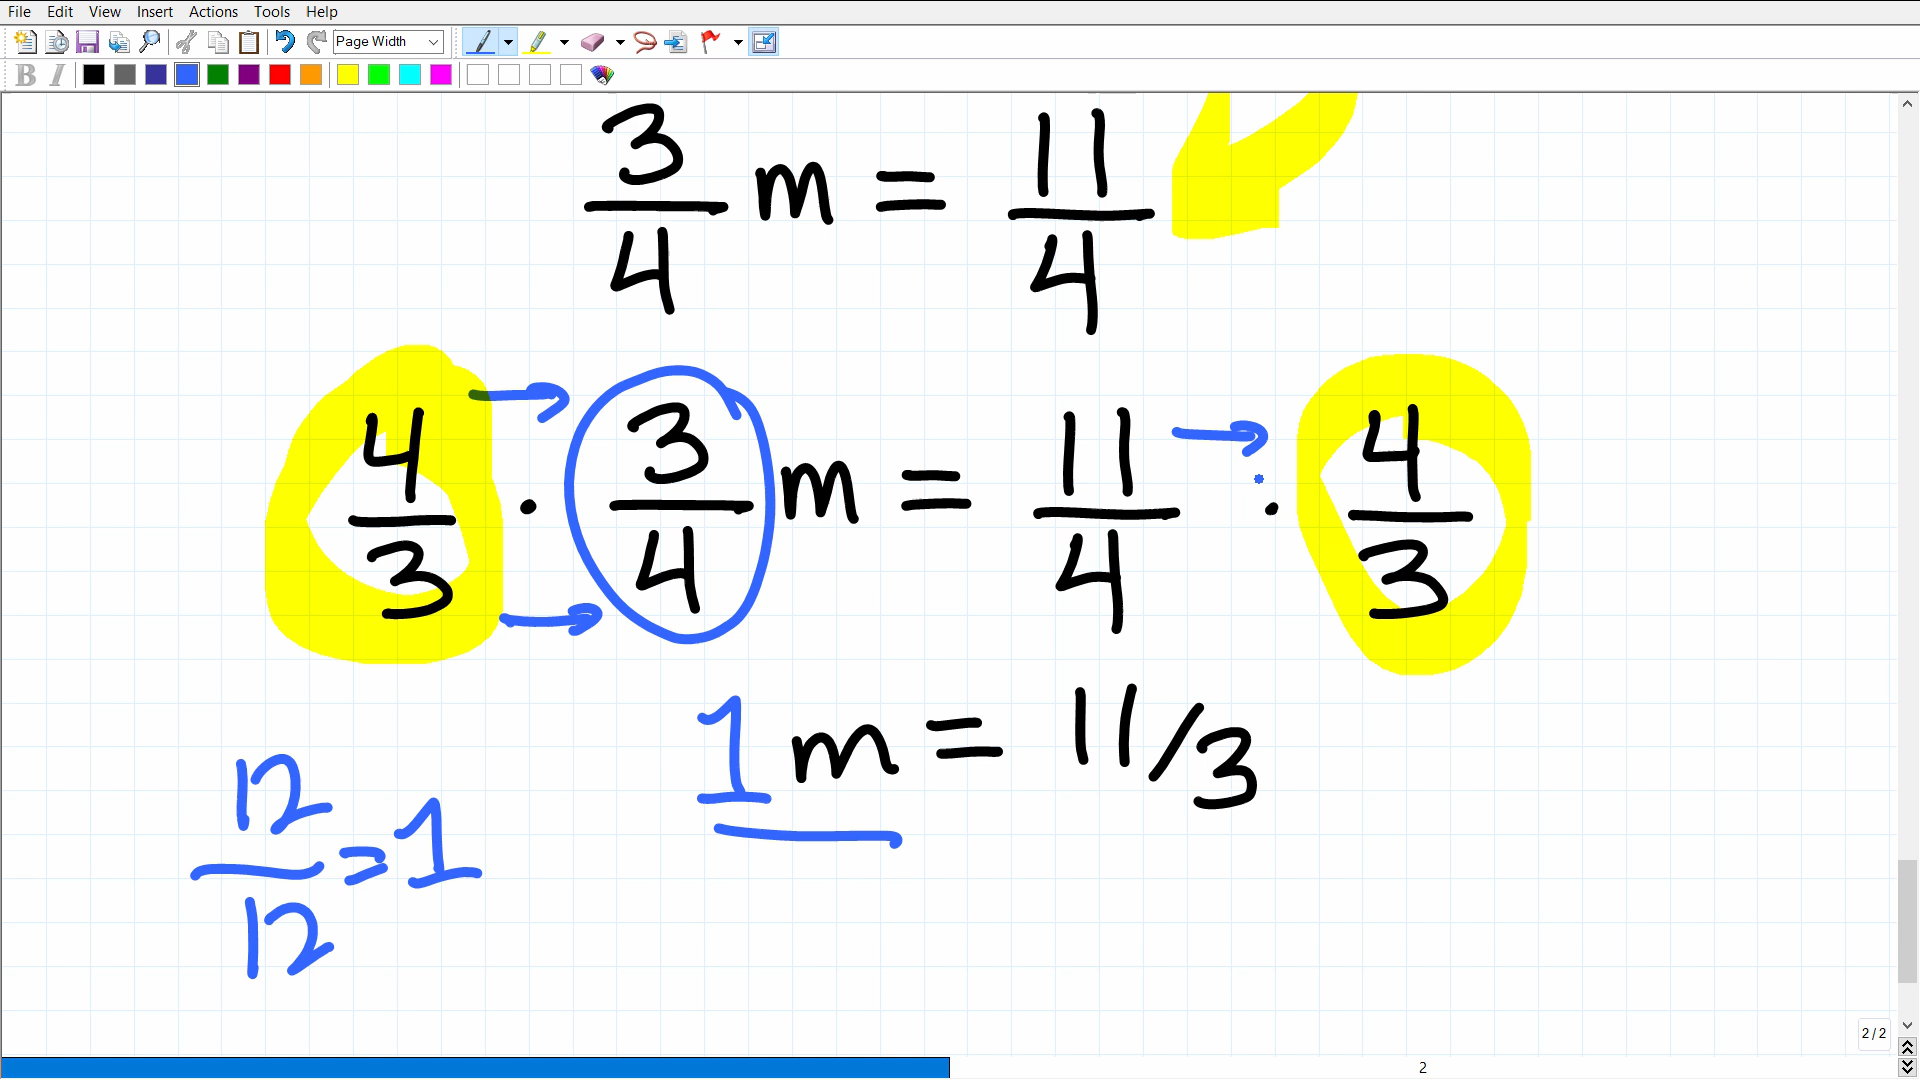 File Edit View Insert Actions Tools Help
Page Width
B I
3/4 m = 11/4
4/3 · 3/4 m = 11/4 · 4/3
1 m = 11/3
12/12 = 1
2 / 2
2